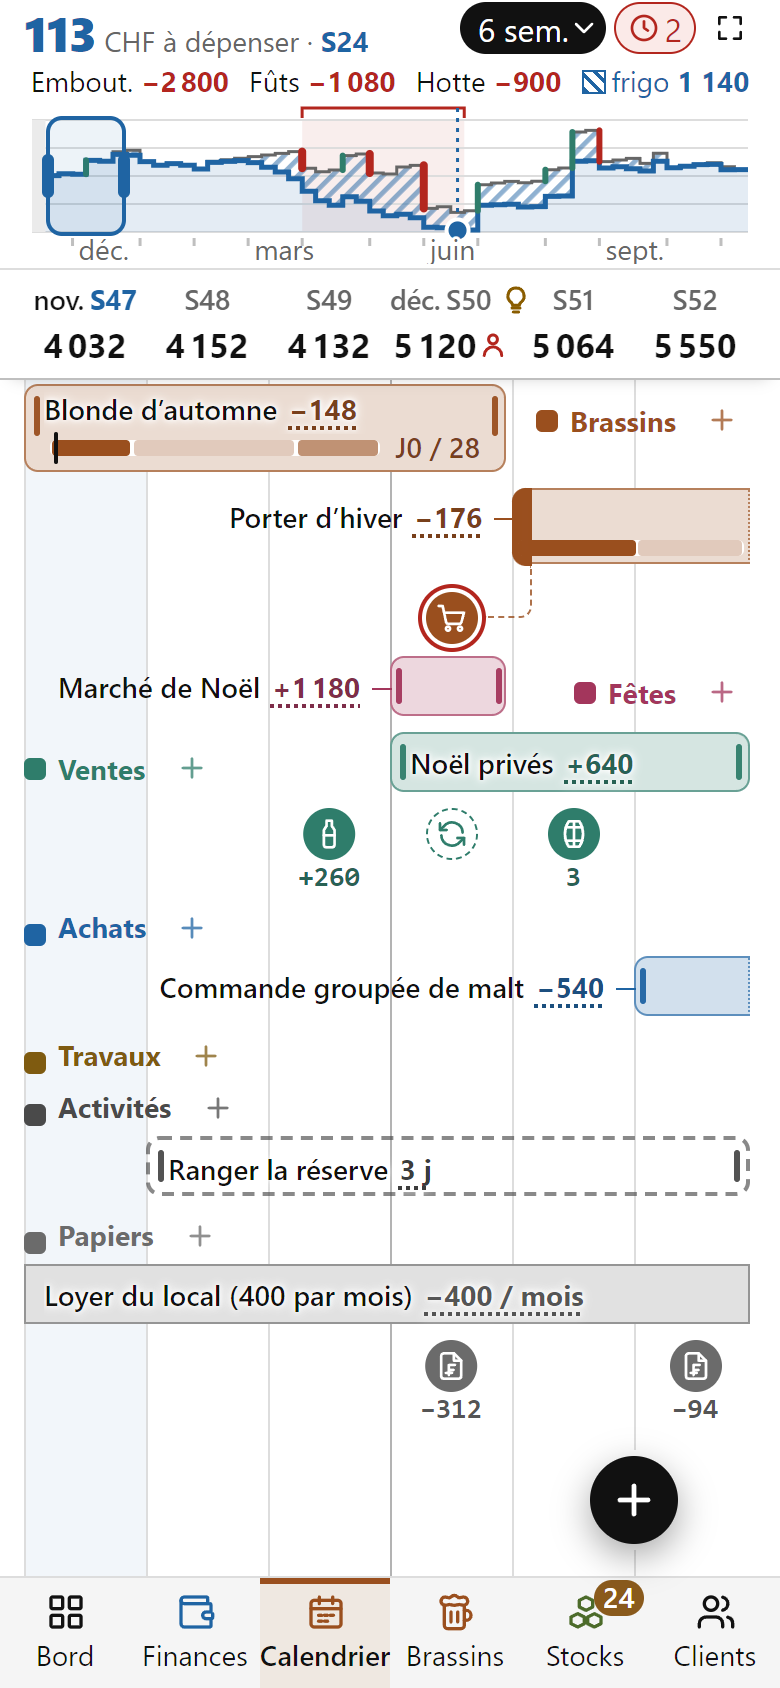 113 CHF à dépenser · S24 6 sem. 2
Embout. −2 800 Fûts −1 080 Hotte −900 frigo 1 140
déc. mars juin sept.
nov. S47 S48 S49 déc. S50 S51 S52
4 032 4 152 4 132 5 120 5 064 5 550
Blonde d’automne −148
J0 / 28
Brassins +
Porter d’hiver −176
Marché de Noël +1 180
Fêtes +
Ventes +
Noël privés +640
+260 3
Achats +
Commande groupée de malt −540
Travaux +
Activités +
Ranger la réserve 3 j
Papiers +
Loyer du local (400 par mois) −400 / mois
−312 −94
+
24
Bord Finances Calendrier Brassins Stocks Clients